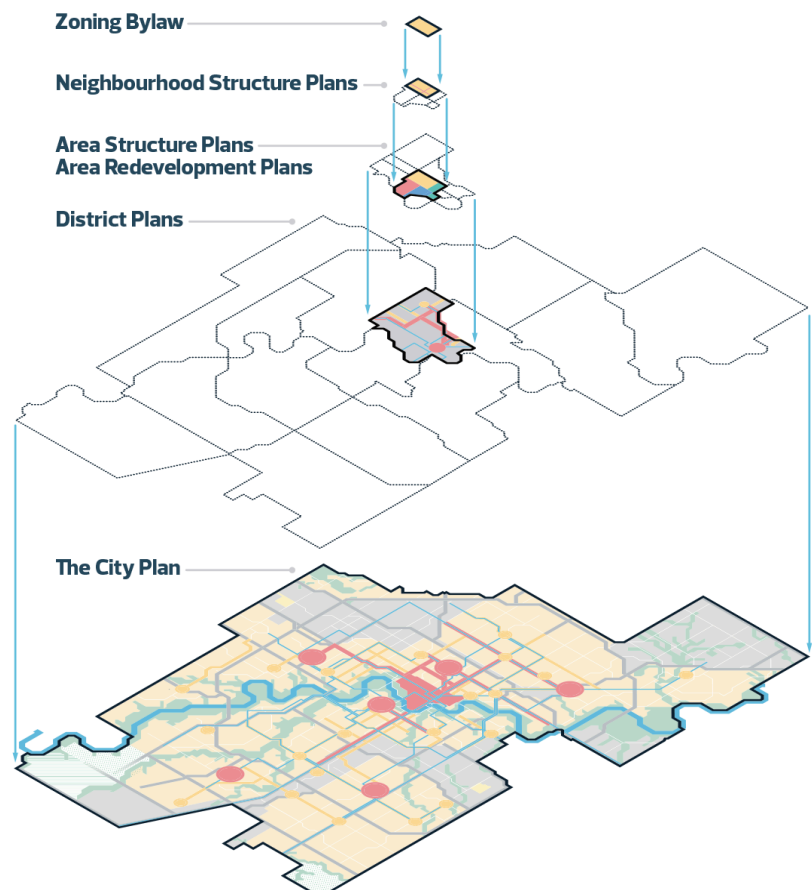 Zoning Bylaw
Neighbourhood Structure Plans
Area Structure Plans
Area Redevelopment Plans
District Plans
The City Plan